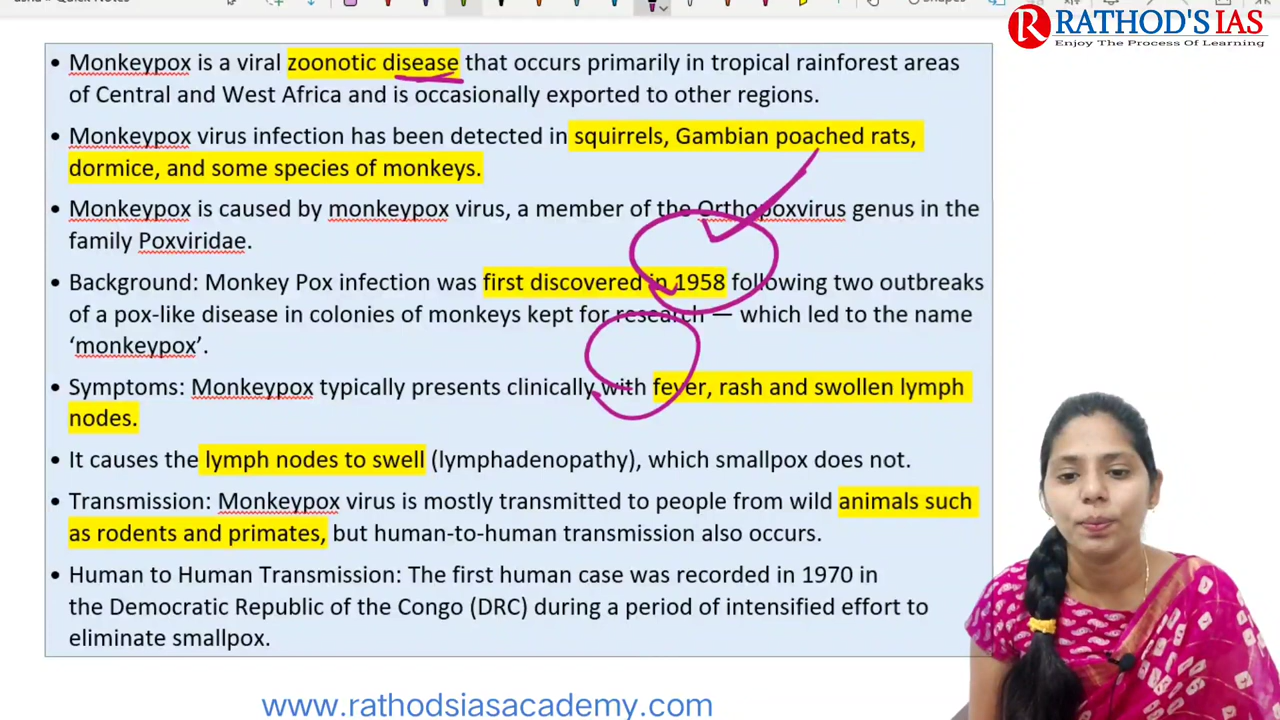 Quick Notes
Shapes
RATHOD'S IAS
Enjoy The Process Of Learning
• Monkeypox is a viral zoonotic disease that occurs primarily in tropical rainforest areas
of Central and West Africa and is occasionally exported to other regions.
• Monkeypox virus infection has been detected in squirrels, Gambian poached rats,
dormice, and some species of monkeys.
• Monkeypox is caused by monkeypox virus, a member of the Orthopoxvirus genus in the
family Poxviridae.
• Background: Monkey Pox infection was first discovered in 1958 following two outbreaks
of a pox-like disease in colonies of monkeys kept for research — which led to the name
‘monkeypox’.
• Symptoms: Monkeypox typically presents clinically with fever, rash and swollen lymph
nodes.
• It causes the lymph nodes to swell (lymphadenopathy), which smallpox does not.
• Transmission: Monkeypox virus is mostly transmitted to people from wild animals such
as rodents and primates, but human-to-human transmission also occurs.
• Human to Human Transmission: The first human case was recorded in 1970 in
the Democratic Republic of the Congo (DRC) during a period of intensified effort to
eliminate smallpox.
www.rathodsiasacademy.com